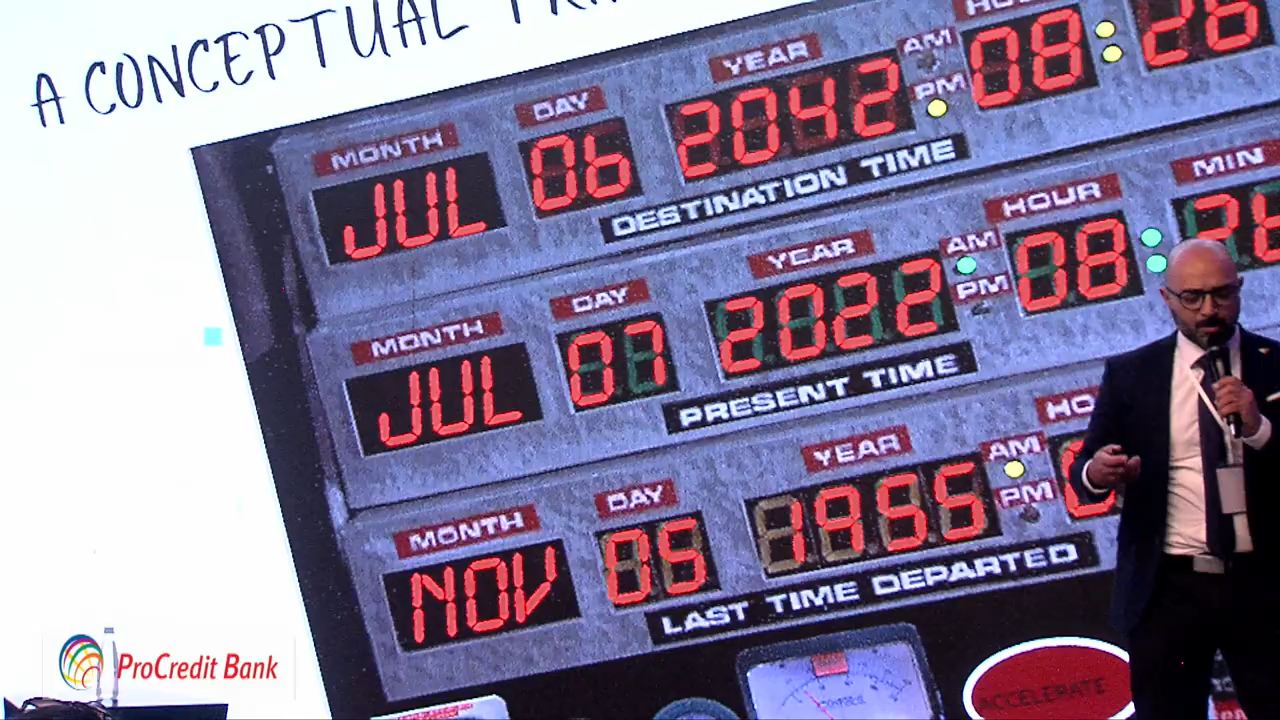 A CONCEPTUAL
MONTH DAY YEAR AM
JUL 06 2042 PM 08 : 26
DESTINATION TIME
MONTH DAY YEAR AM HOUR MIN
JUL 07 2022 PM 08 :
PRESENT TIME
MONTH DAY YEAR AM
NOV 05 1955 PM
LAST TIME DEPARTED
ProCredit Bank
ACCELERATE